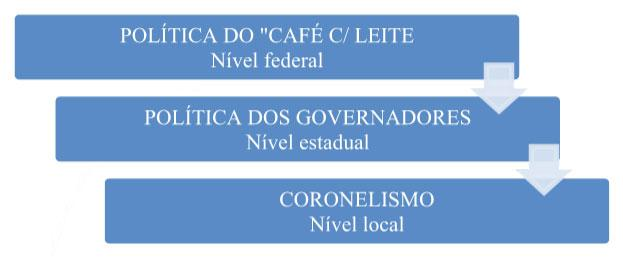 POLÍTICA DO "CAFÉ C/ LEITE
Nível federal
POLÍTICA DOS GOVERNADORES
Nível estadual
CORONELISMO
Nível local